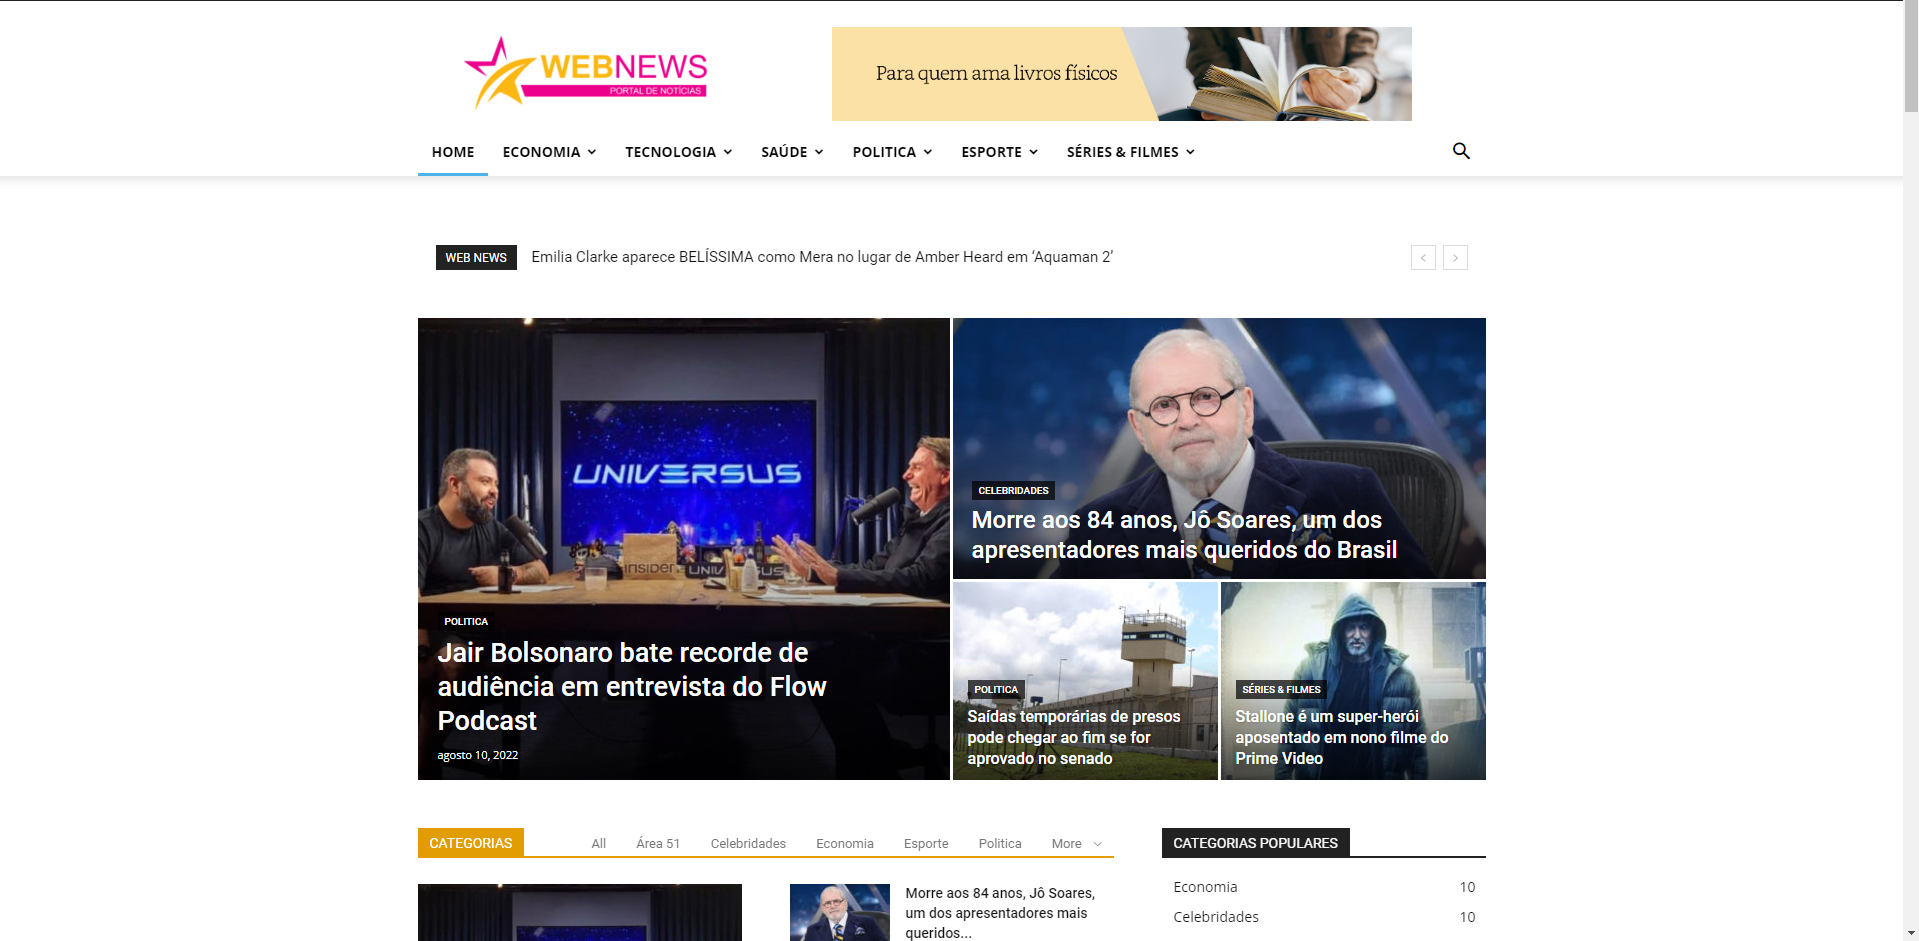 WEBNEWS
PORTAL DE NOTÍCIAS
Para quem ama livros físicos
HOME ECONOMIA TECNOLOGIA SAÚDE POLITICA ESPORTE SÉRIES & FILMES
WEB NEWS Emilia Clarke aparece BELÍSSIMA como Mera no lugar de Amber Heard em ‘Aquaman 2’
UNIVERSUS
insider
UNIVERSUS
POLITICA
Jair Bolsonaro bate recorde de
audiência em entrevista do Flow
Podcast
agosto 10, 2022
CELEBRIDADES
Morre aos 84 anos, Jô Soares, um dos
apresentadores mais queridos do Brasil
POLITICA
Saídas temporárias de presos
pode chegar ao fim se for
aprovado no senado
SÉRIES & FILMES
Stallone é um super-herói
aposentado em nono filme do
Prime Video
CATEGORIAS All Área 51 Celebridades Economia Esporte Politica More
Morre aos 84 anos, Jô Soares,
um dos apresentadores mais
queridos...
CATEGORIAS POPULARES
Economia 10
Celebridades 10